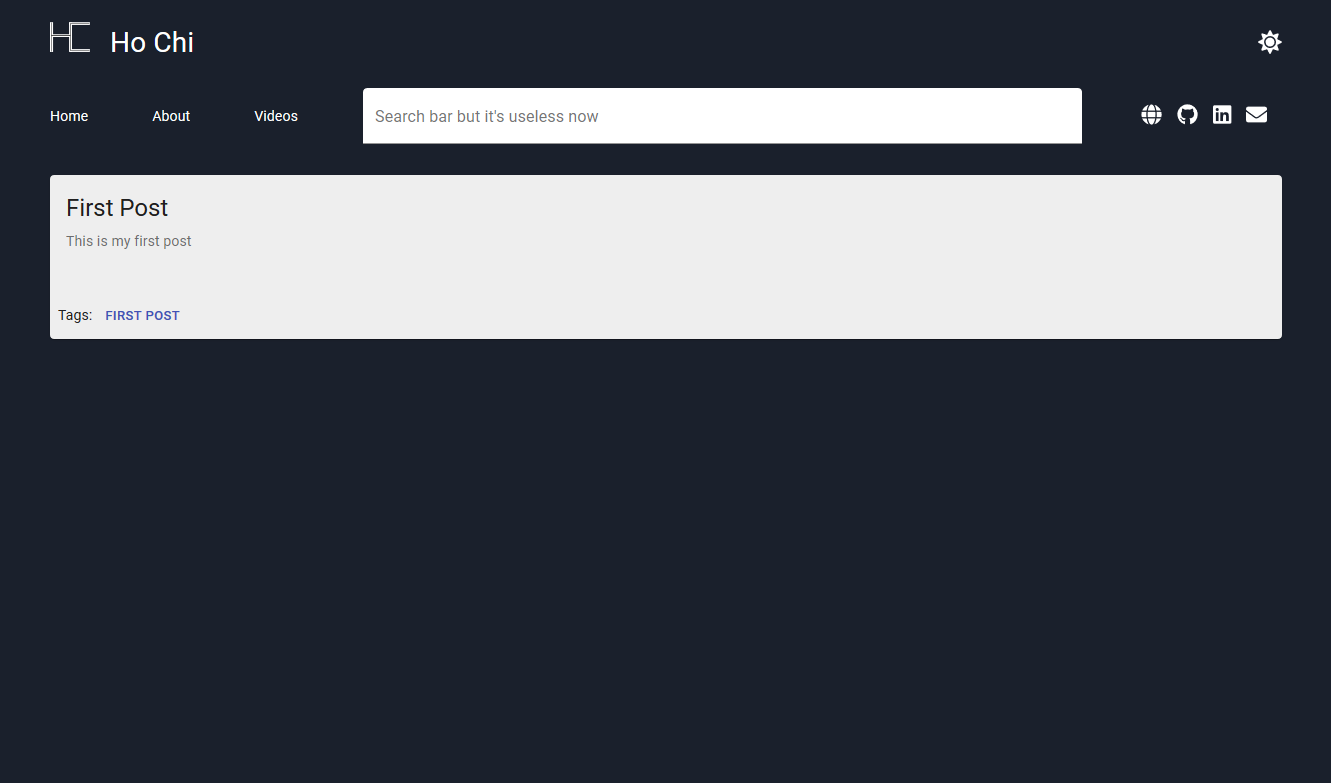 HC Ho Chi
Home About Videos Search bar but it's useless now
First Post
This is my first post
Tags: FIRST POST